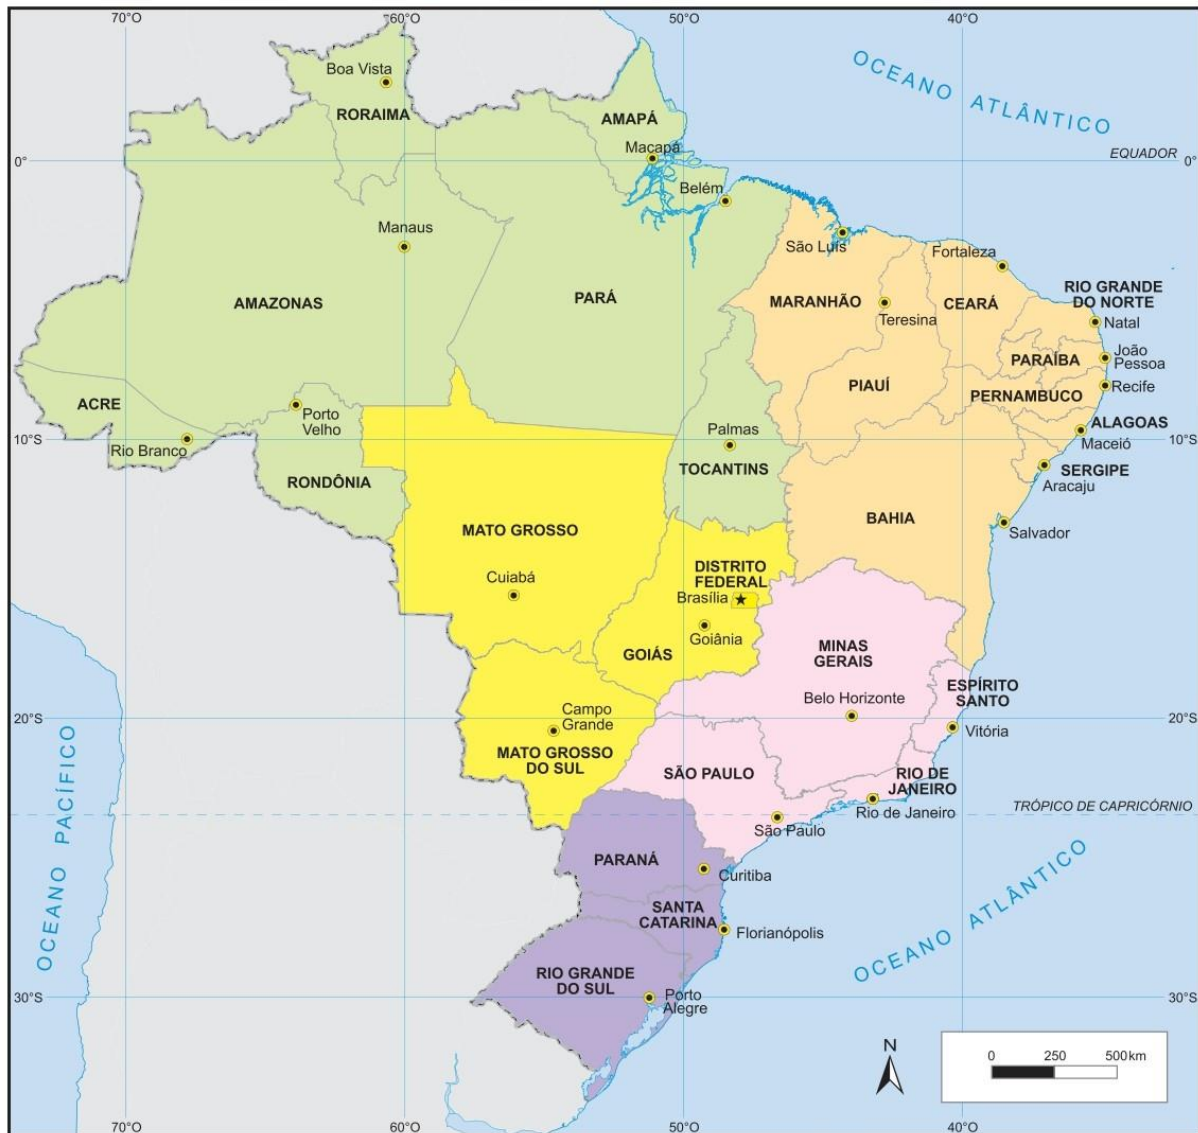 70°O
60°O
50°O
40°O
OCEANO ATLÂNTICO
Boa Vista
RORAIMA
AMAPÁ
Macapá
EQUADOR
0°
0°
Belém
Manaus
São Luís
Fortaleza
AMAZONAS
PARÁ
MARANHÃO
CEARÁ
RIO GRANDE
DO NORTE
Teresina
Natal
PARAÍBA
João
Pessoa
PIAUÍ
PERNAMBUCO
Recife
ACRE
Porto
Velho
Rio Branco
Palmas
ALAGOAS
Maceió
10°S
10°S
RONDÔNIA
TOCANTINS
SERGIPE
Aracaju
MATO GROSSO
BAHIA
Salvador
Cuiabá
DISTRITO
FEDERAL
Brasília
Goiânia
GOIÁS
MINAS
GERAIS
Belo Horizonte
ESPÍRITO
SANTO
Vitória
Campo
Grande
20°S
20°S
MATO GROSSO
DO SUL
SÃO PAULO
RIO DE
JANEIRO
Rio de Janeiro
TRÓPICO DE CAPRICÓRNIO
São Paulo
OCEANO PACÍFICO
PARANÁ
Curitiba
SANTA
CATARINA
Florianópolis
OCEANO ATLÂNTICO
RIO GRANDE
DO SUL
Porto
Alegre
30°S
30°S
N
0 250 500 km
70°O
60°O
50°O
40°O